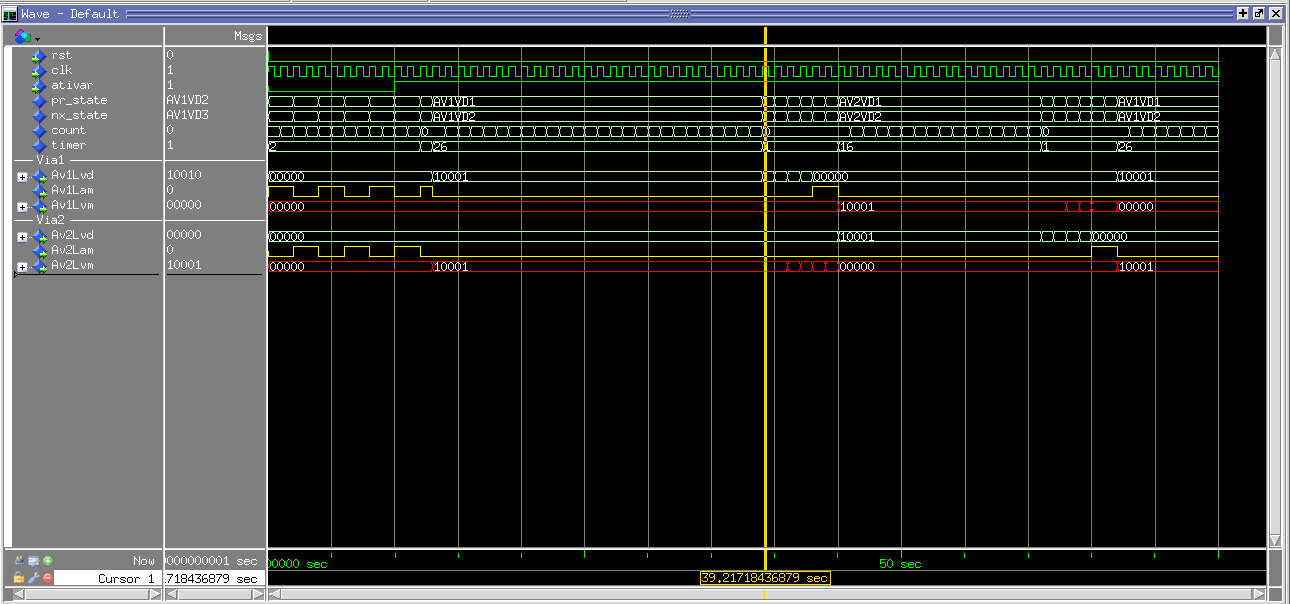 Wave - Default
Msgs
rst 0
clk 1
ativar 1
pr_state AV1VD2 AV1VD1 AV2VD1 AV1VD1
nx_state AV1VD3 AV1VD2 AV2VD2 AV1VD2
count 0 0 0 0
timer 1 2 26 1 16 1 26
Via1
Av1Lvd 10010 00000 10001 00000 10001
Av1Lam 0
Av1Lvm 00000 00000 10001 00000
Via2
Av2Lvd 00000 00000 10001 00000
Av2Lam 0
Av2Lvm 10001 00000 10001 00000 10001
Now 0000000001 sec 00000 sec 50 sec
Cursor 1 .718436879 sec 39.21718436879 sec